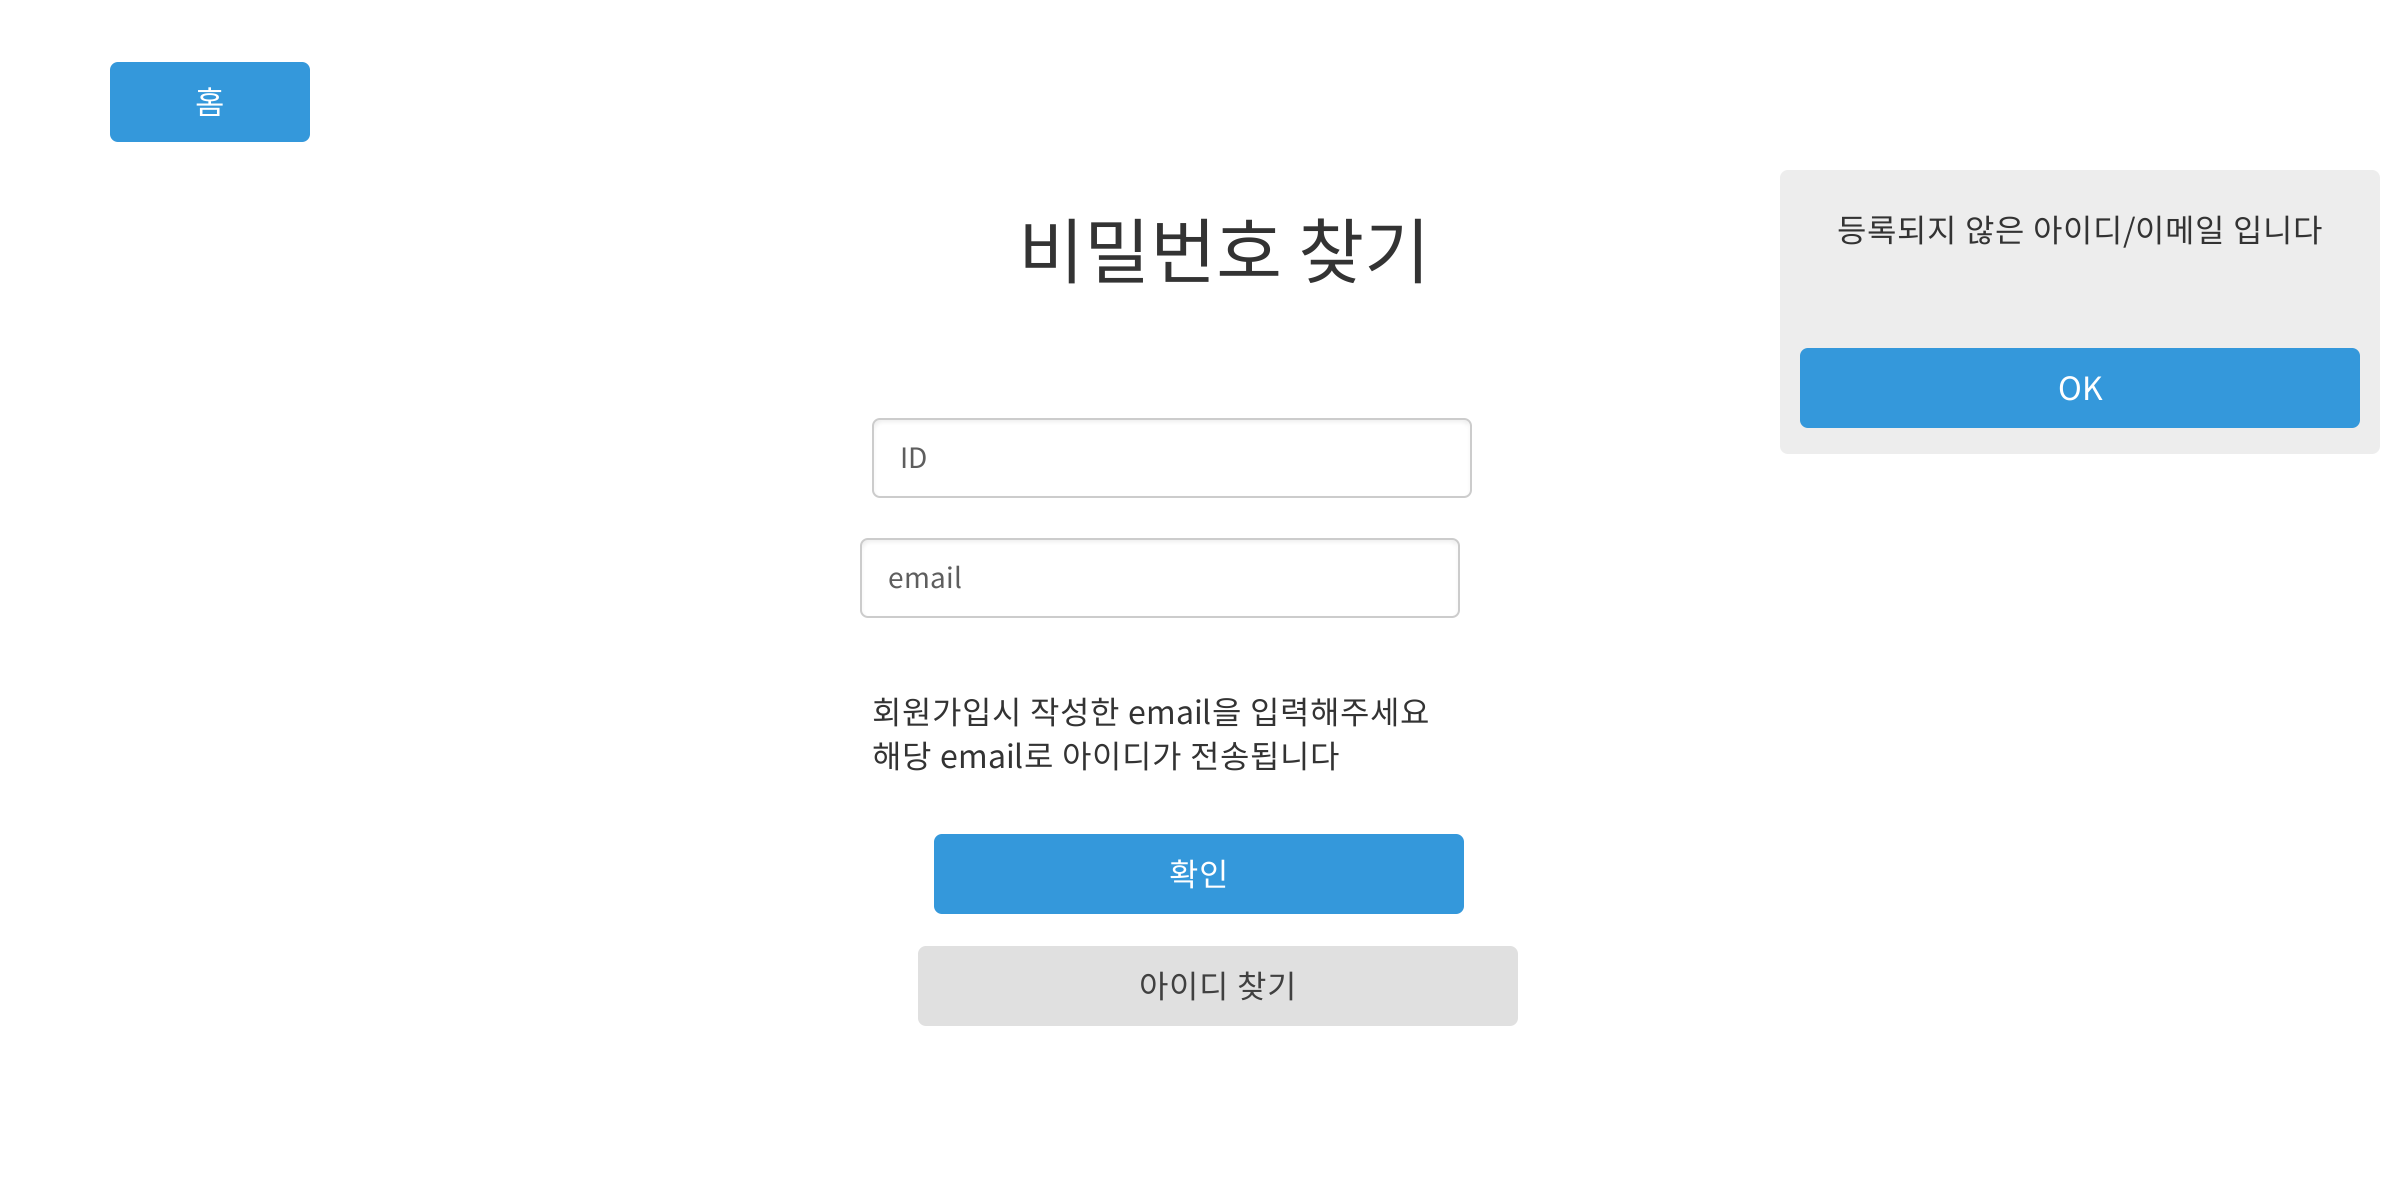 홈
비밀번호 찾기
등록되지 않은 아이디/이메일 입니다
OK
ID
email
회원가입시 작성한 email을 입력해주세요
해당 email로 아이디가 전송됩니다
확인
아이디 찾기